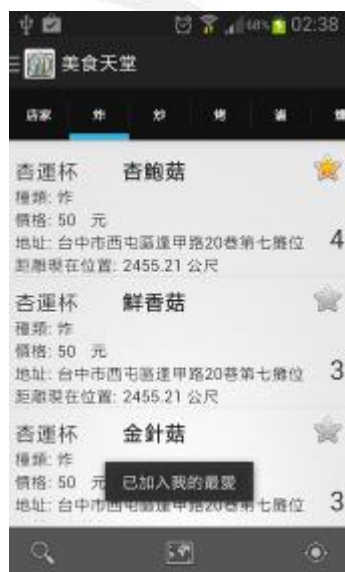 68% 02:38
美食天堂
店家 炸 炒 烤 滷
杏運杯 杏鮑菇
種類: 炸
價格: 50 元
地址: 台中市西屯區逢甲路20巷第七攤位 4
距離現在位置: 2455.21 公尺
杏運杯 鮮香菇
種類: 炸
價格: 50 元
地址: 台中市西屯區逢甲路20巷第七攤位 3
距離現在位置: 2455.21 公尺
杏運杯 金針菇
種類: 炸
價格: 50 元
已加入我的最愛
地址: 台中市西屯區逢甲路20巷第七攤位 3